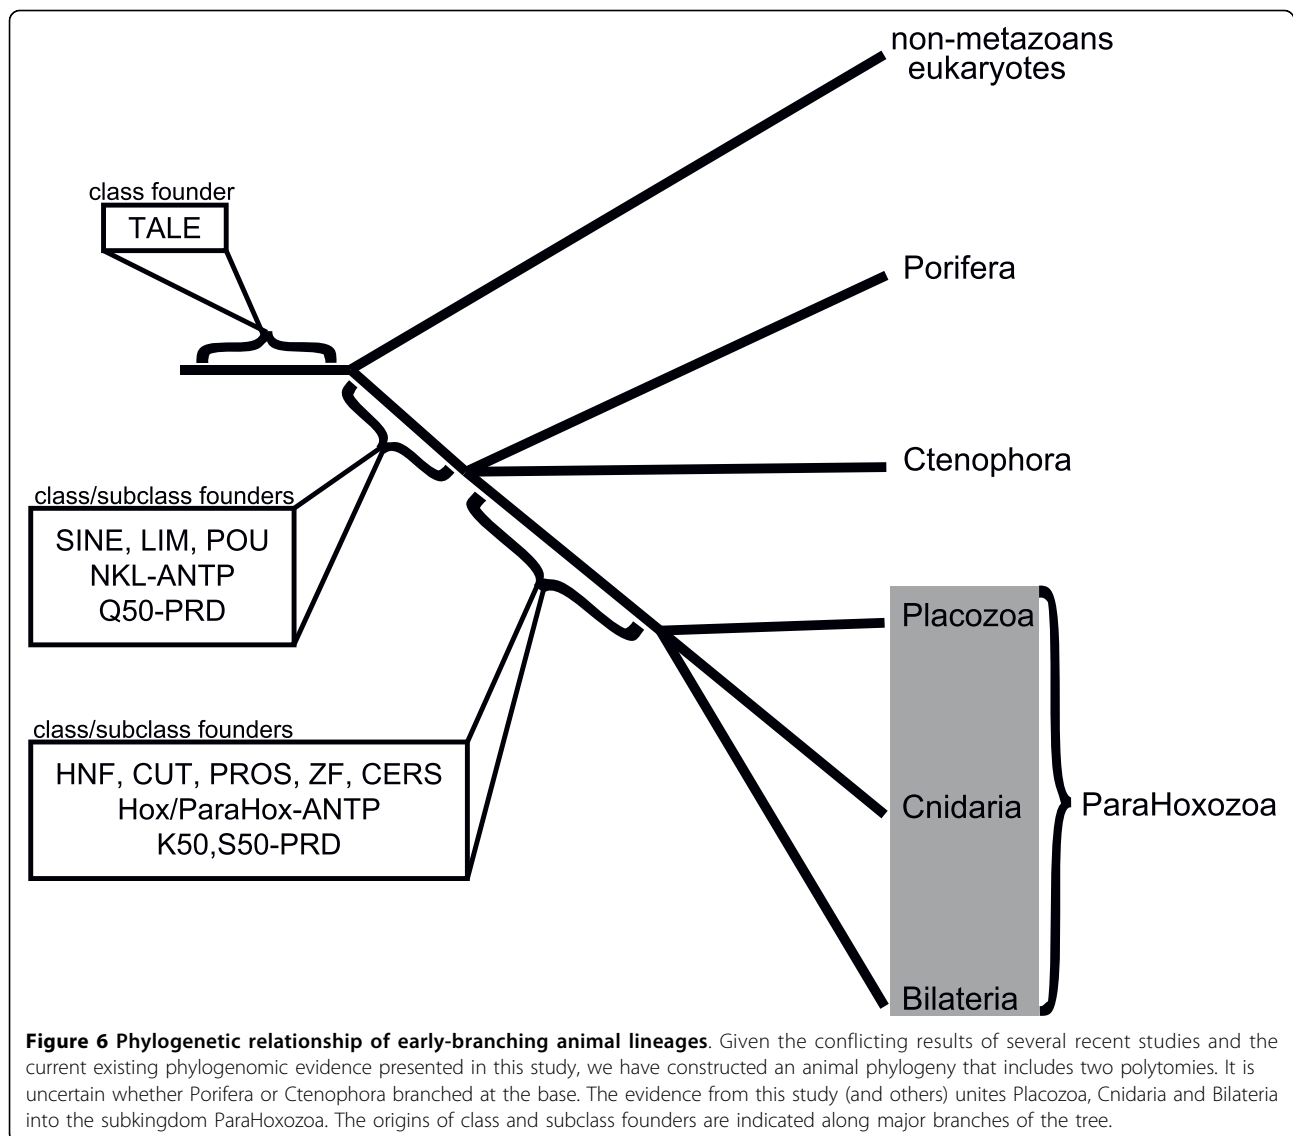 non-metazoans
eukaryotes
class founder
TALE
Porifera
Ctenophora
class/subclass founders
SINE, LIM, POU
NKL-ANTP
Q50-PRD
Placozoa
class/subclass founders
HNF, CUT, PROS, ZF, CERS
Hox/ParaHox-ANTP
K50,S50-PRD
Cnidaria
ParaHoxozoa
Bilateria
Figure 6 Phylogenetic relationship of early-branching animal lineages. Given the conflicting results of several recent studies and the
current existing phylogenomic evidence presented in this study, we have constructed an animal phylogeny that includes two polytomies. It is
uncertain whether Porifera or Ctenophora branched at the base. The evidence from this study (and others) unites Placozoa, Cnidaria and Bilateria
into the subkingdom ParaHoxozoa. The origins of class and subclass founders are indicated along major branches of the tree.